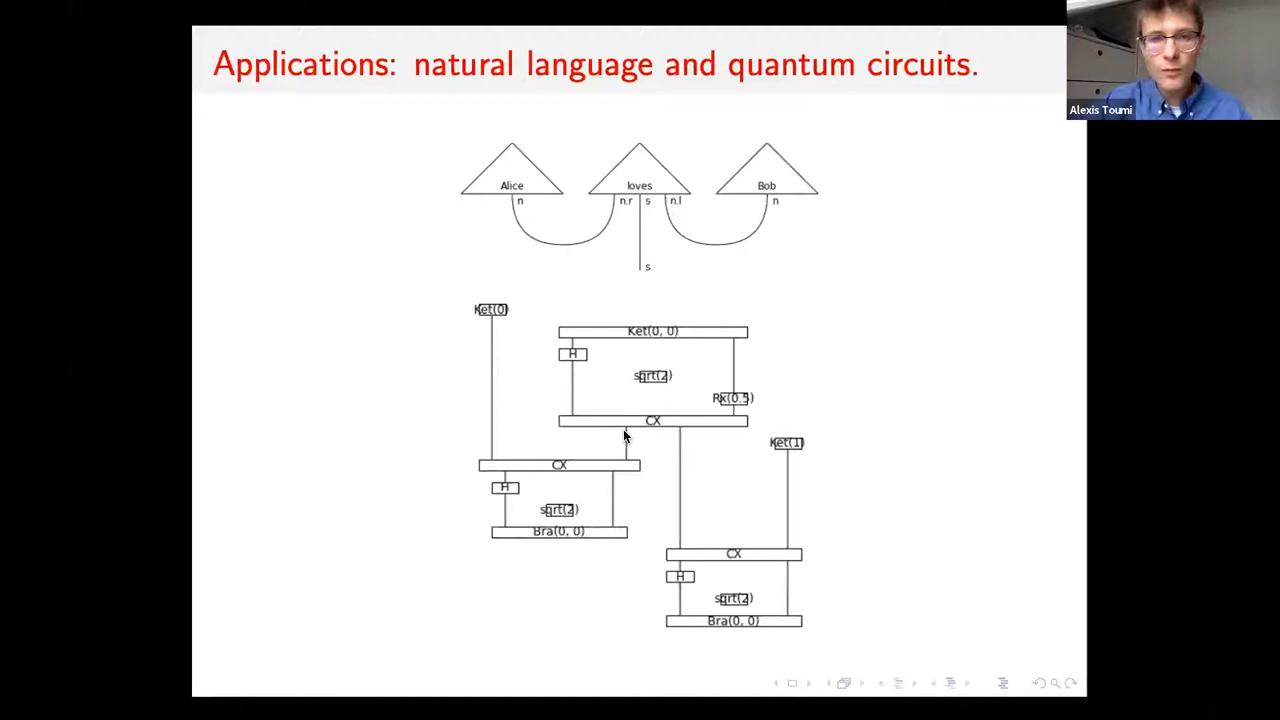 Applications: natural language and quantum circuits.
Alexis Toumi
Alice loves Bob
n n.r s n.l n
s
Ket(0)
Ket(0, 0)
H
sqrt(2)
Rx(0.5)
CX
Ket(1)
CX
H
sqrt(2)
Bra(0, 0)
CX
H
sqrt(2)
Bra(0, 0)